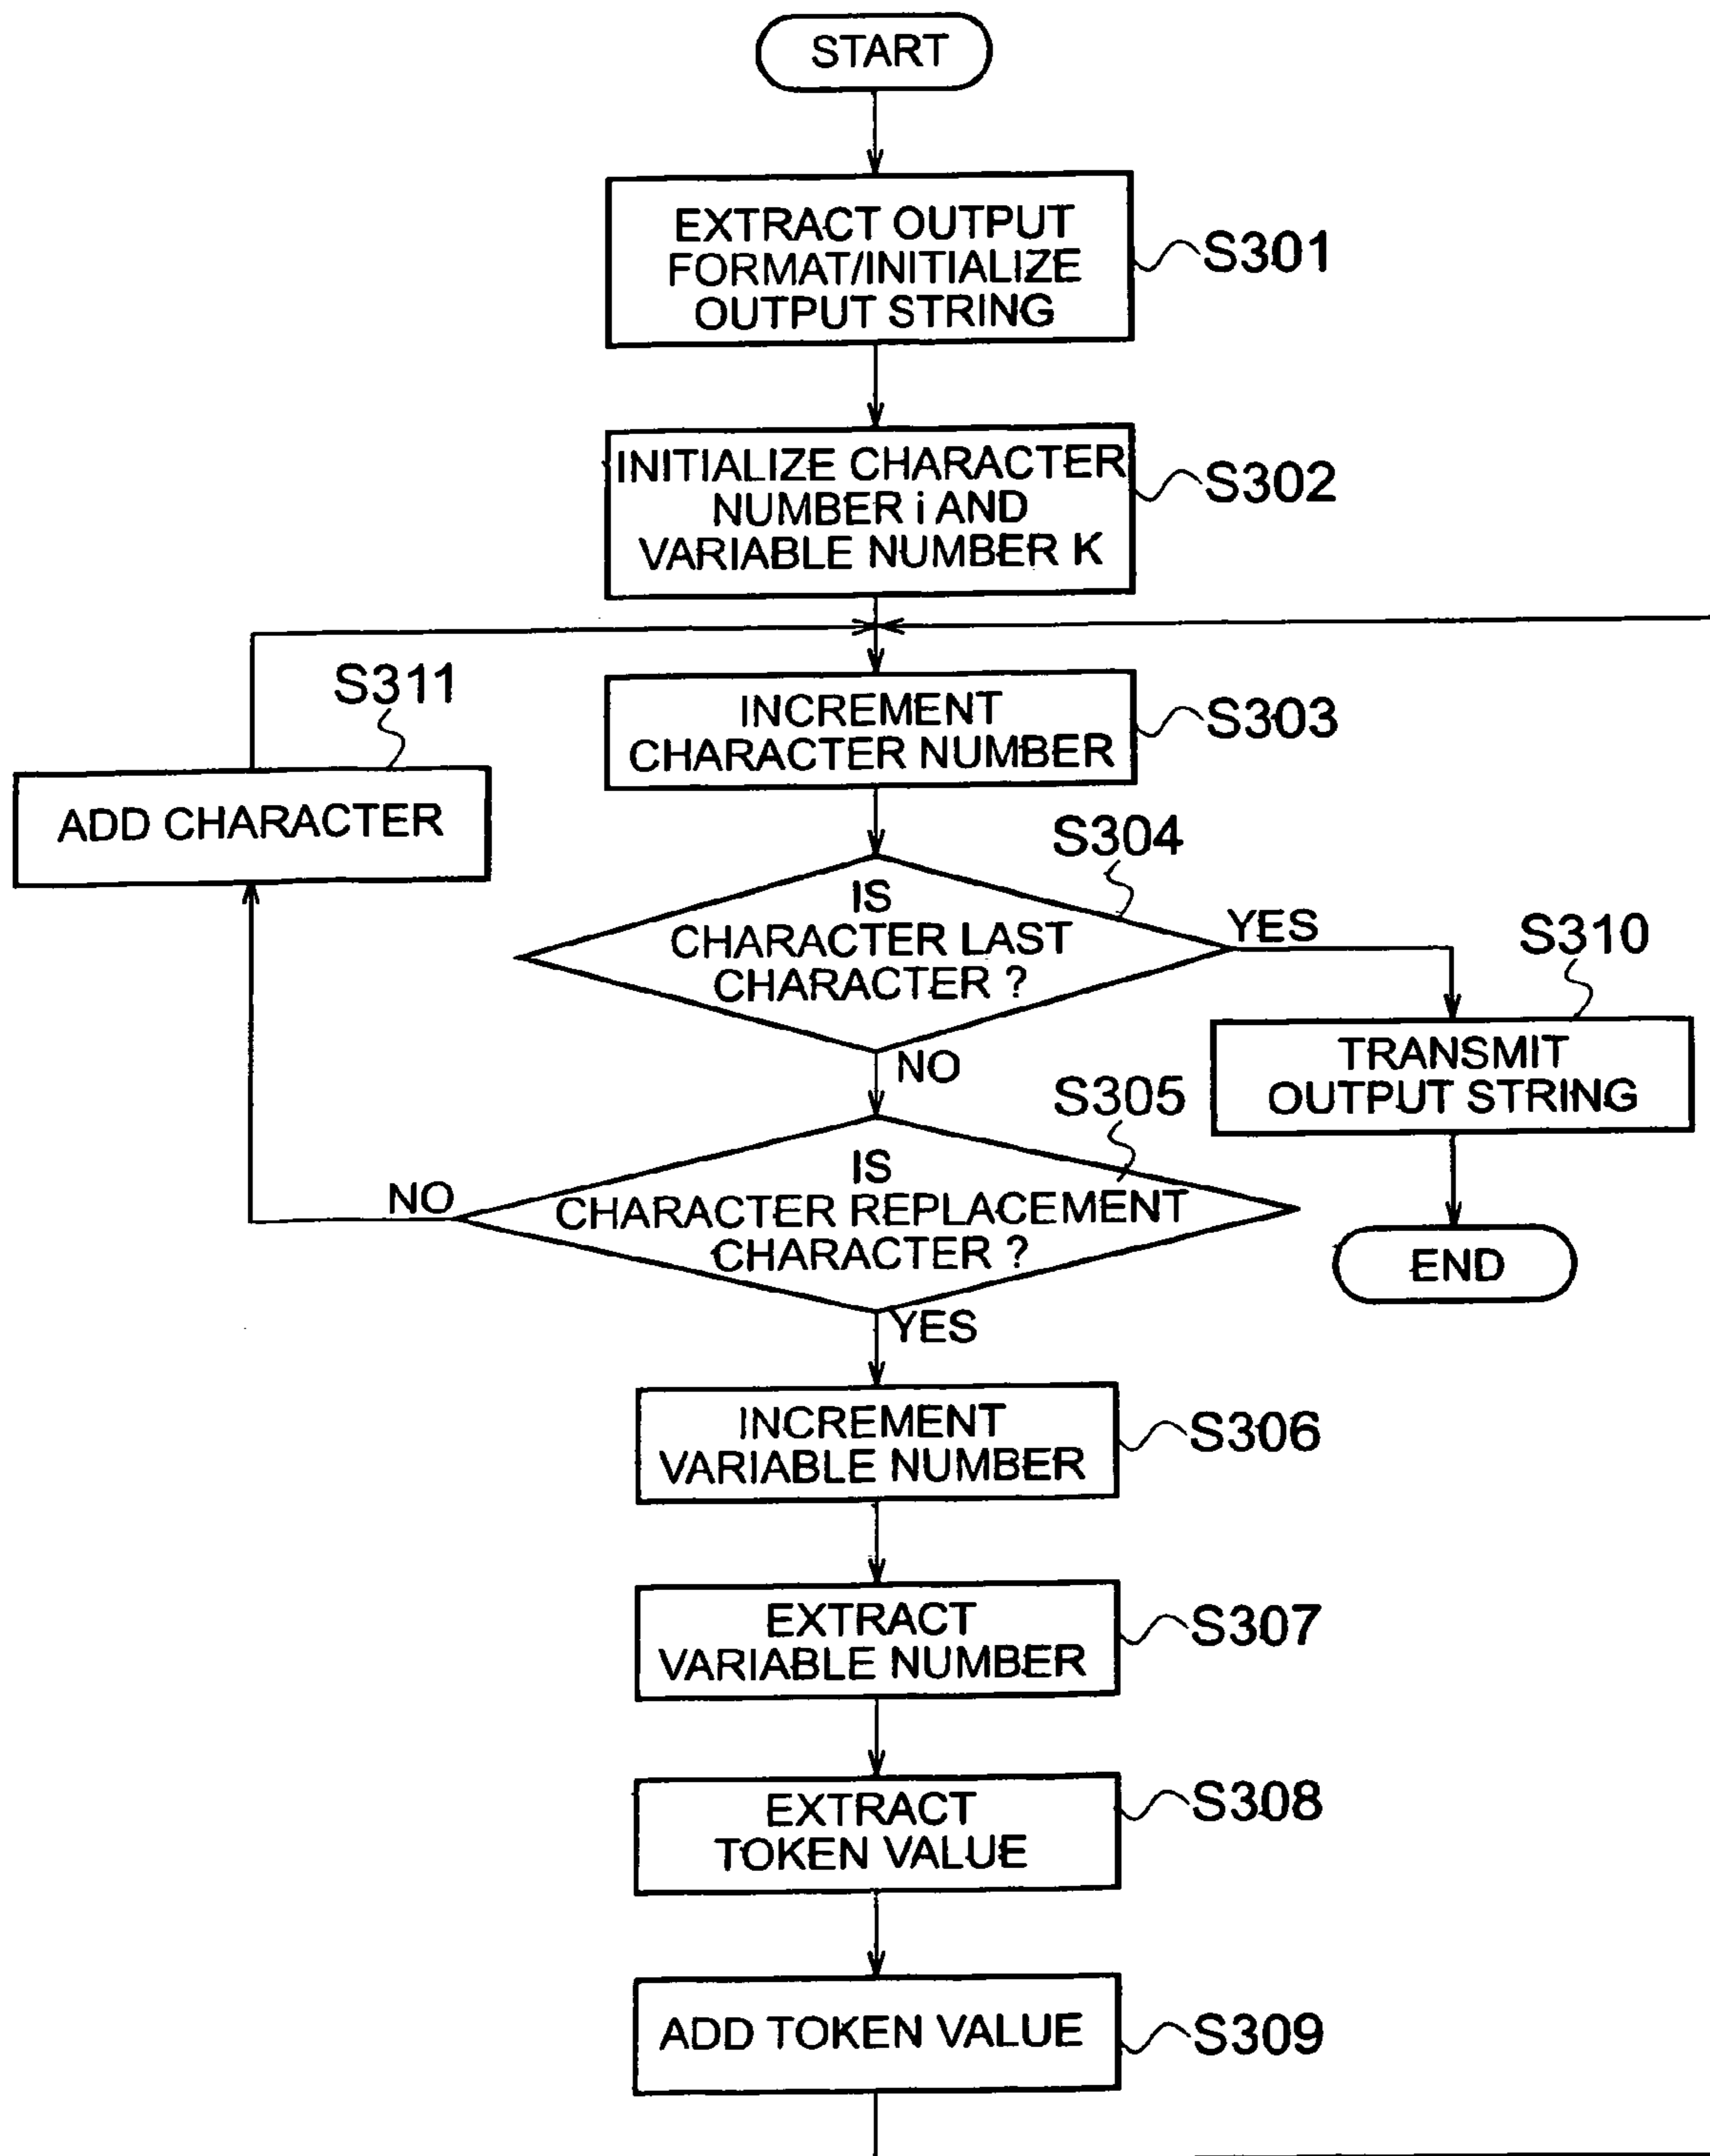 START
EXTRACT OUTPUT
FORMAT/INITIALIZE
OUTPUT STRING
S301
INITIALIZE CHARACTER
NUMBER i AND
VARIABLE NUMBER K
S302
S311
ADD CHARACTER
INCREMENT
CHARACTER NUMBER
S303
S304
IS
CHARACTER LAST
CHARACTER ?
YES
NO
S310
TRANSMIT
OUTPUT STRING
END
S305
IS
CHARACTER REPLACEMENT
CHARACTER ?
NO
YES
INCREMENT
VARIABLE NUMBER
S306
EXTRACT
VARIABLE NUMBER
S307
EXTRACT
TOKEN VALUE
S308
ADD TOKEN VALUE
S309